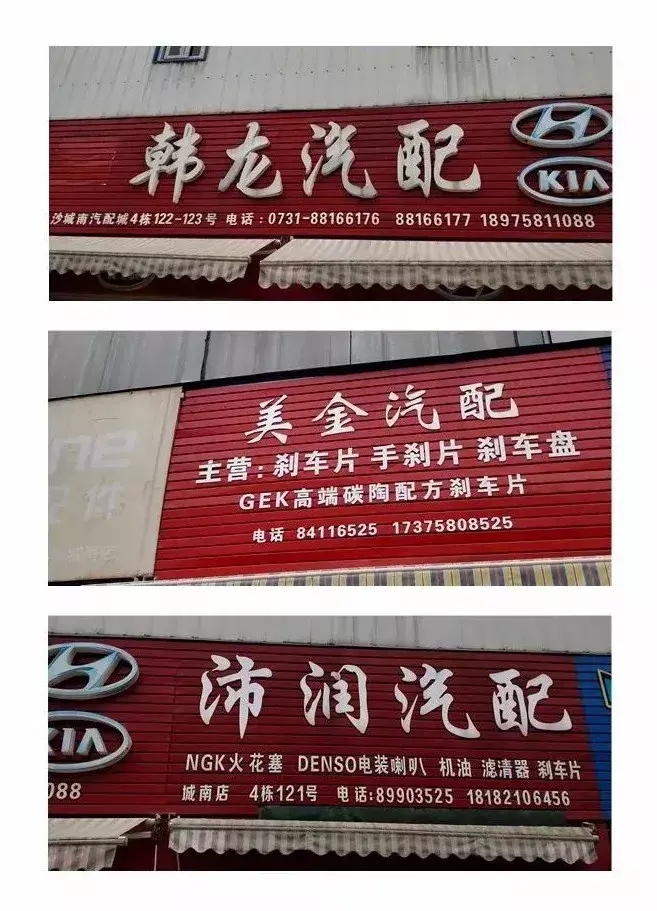 韩龙汽配
KIA
沙城南汽配城4栋122-123号 电话:0731-88166176 88166177 18975811088
美金汽配
主营:刹车片 手刹片 刹车盘
GEK高端碳陶配方刹车片
电话 84116525 17375808525
ne
沛润汽配
KIA
NGK火花塞 DENSO电装喇叭 机油 滤清器 刹车片
088
城南店 4栋121号 电话:89903525 18182106456